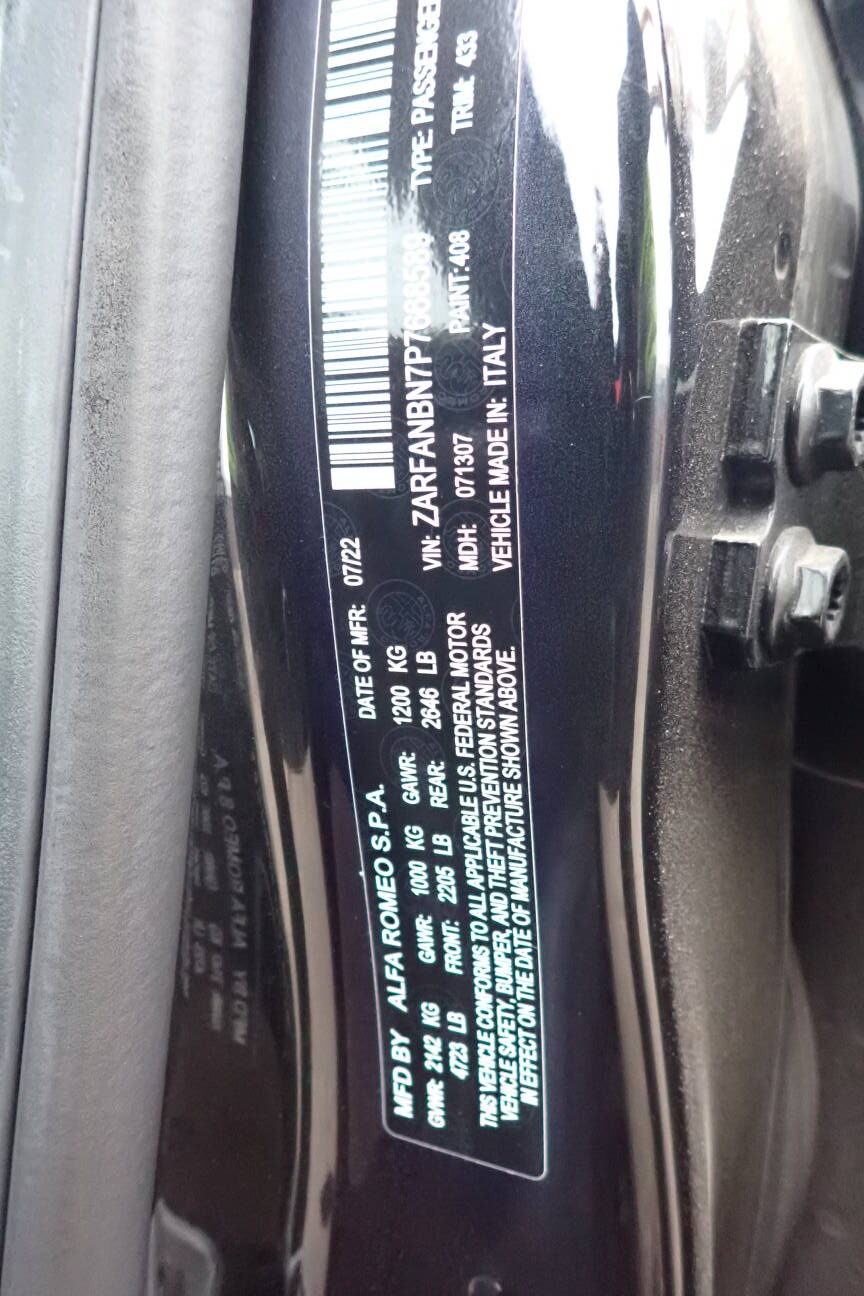 MFD BY ALFA ROMEO S.P.A. DATE OF MFR: 07/22
GVWR: 2142 KG GAWR: 1000 KG GAWR: 1200 KG
4723 LB FRONT: 2205 LB REAR: 2646 LB
THIS VEHICLE CONFORMS TO ALL APPLICABLE U.S. FEDERAL MOTOR
VEHICLE SAFETY, BUMPER, AND THEFT PREVENTION STANDARDS
IN EFFECT ON THE DATE OF MANUFACTURE SHOWN ABOVE.
VIN: ZARFANBN7P7668589 TYPE: PASSENGE
MDH: 071307 PAINT: 408 TRIM: 433
VEHICLE MADE IN: ITALY